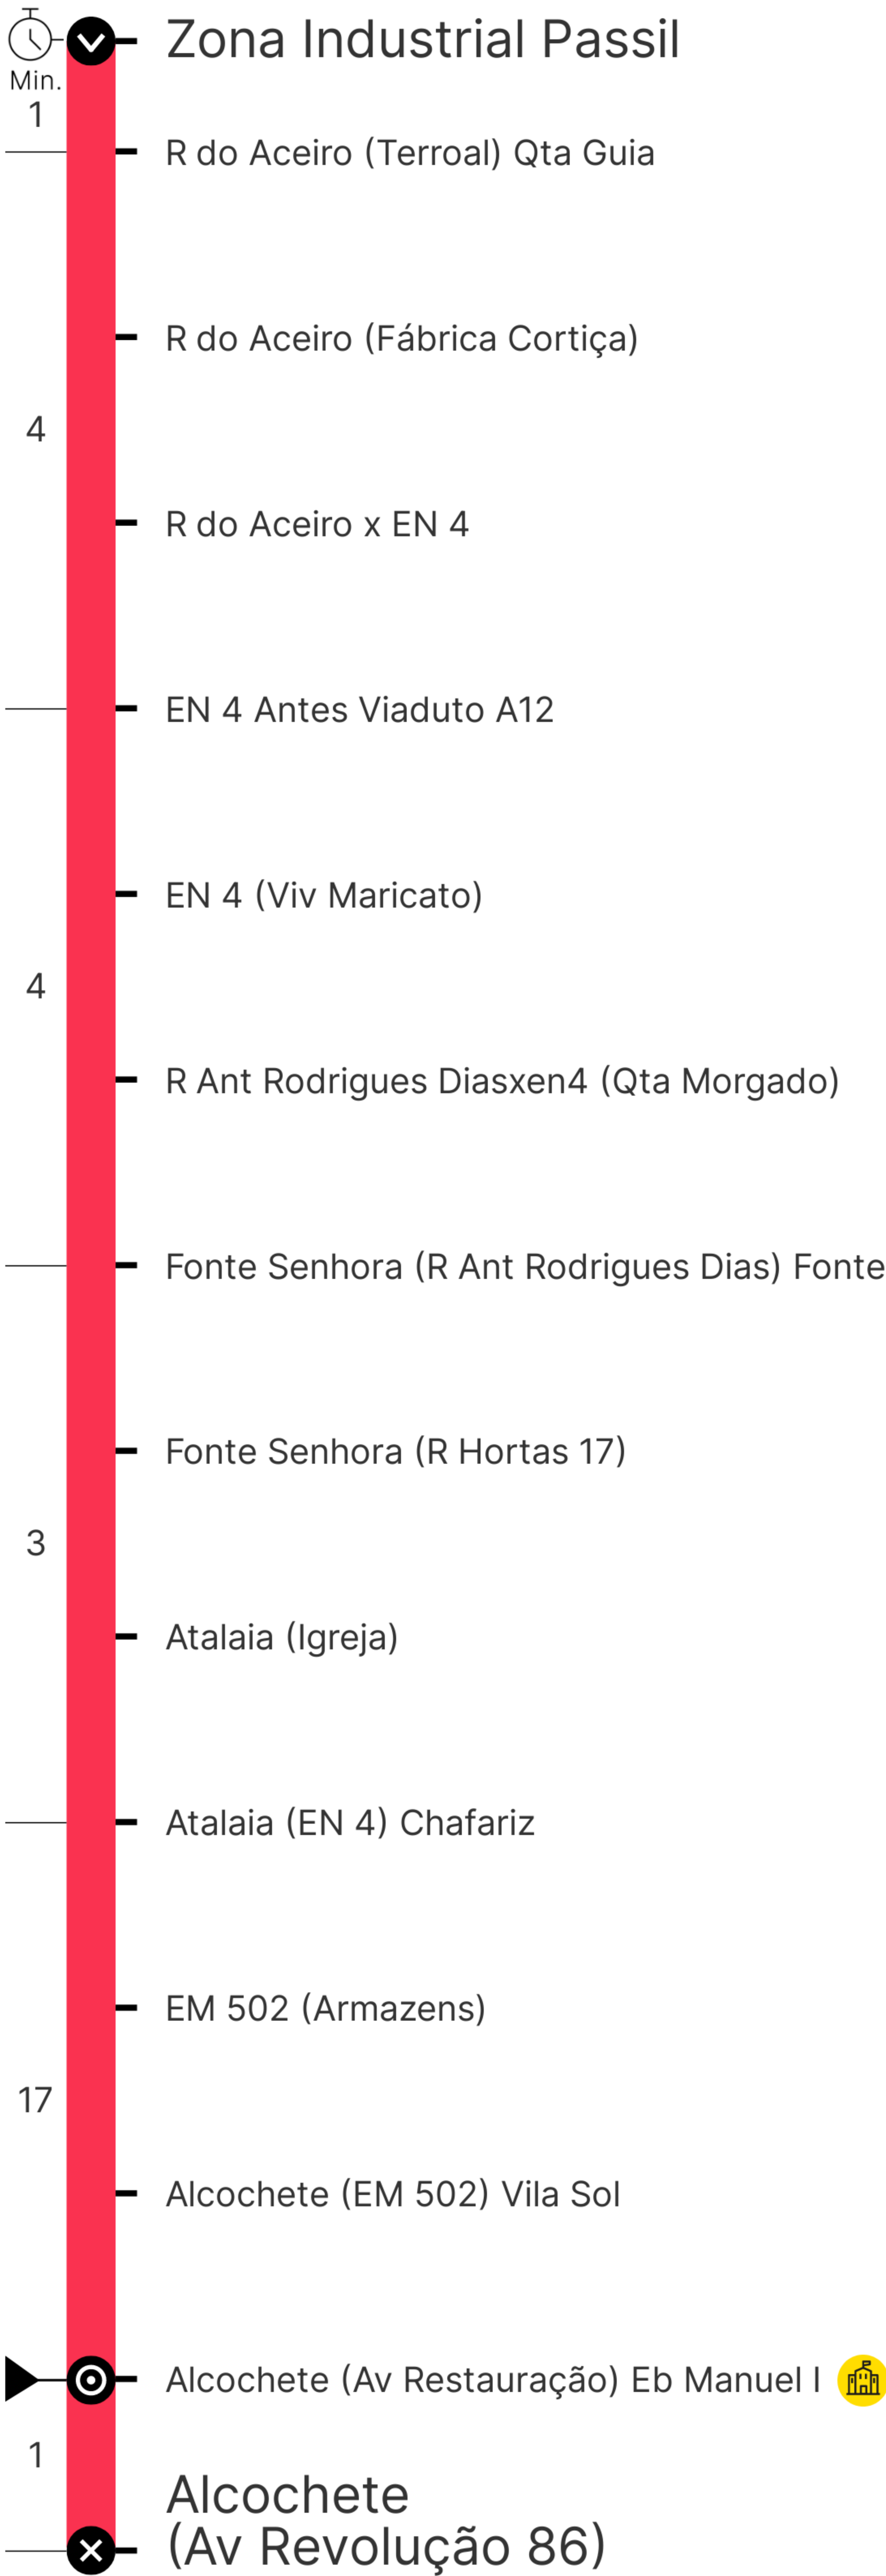 Zona Industrial Passil
Min.
1
R do Aceiro (Terroal) Qta Guia
R do Aceiro (Fábrica Cortiça)
4
R do Aceiro x EN 4
EN 4 Antes Viaduto A12
EN 4 (Viv Maricato)
4
R Ant Rodrigues Diasxen4 (Qta Morgado)
Fonte Senhora (R Ant Rodrigues Dias) Fonte
Fonte Senhora (R Hortas 17)
3
Atalaia (Igreja)
Atalaia (EN 4) Chafariz
EM 502 (Armazens)
17
Alcochete (EM 502) Vila Sol
Alcochete (Av Restauração) Eb Manuel I
1
Alcochete
(Av Revolução 86)